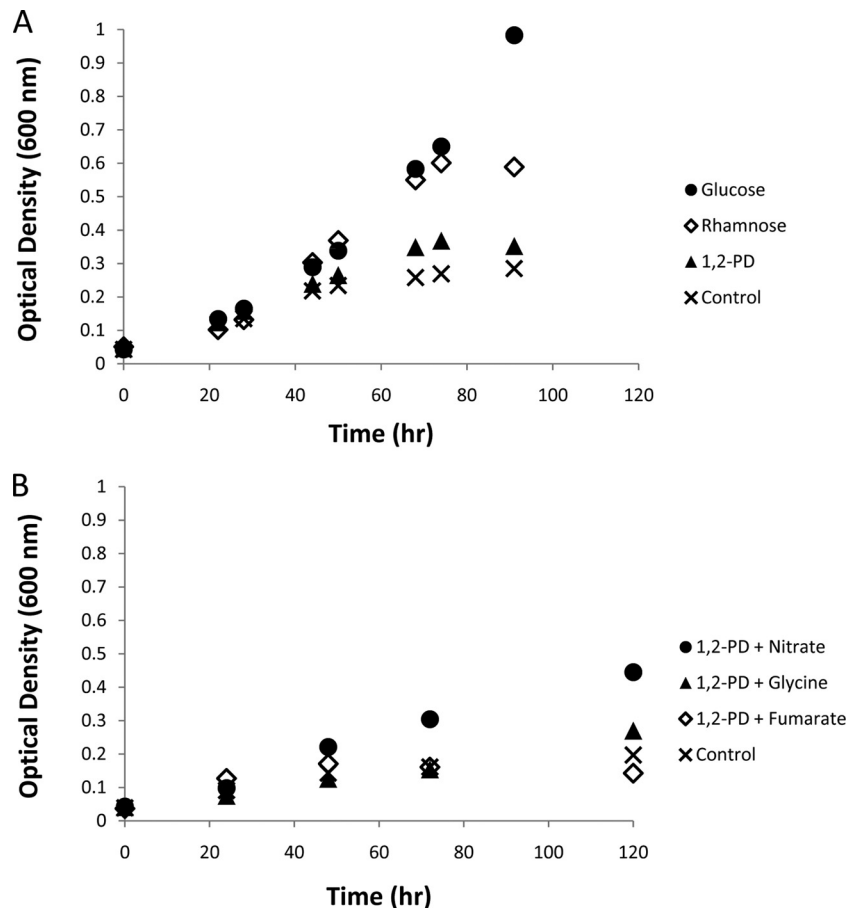 A
Optical Density (600 nm)
1
0.9
0.8
0.7
0.6
0.5
0.4
0.3
0.2
0.1
0
0 20 40 60 80 100 120
Time (hr)
Glucose
Rhamnose
1,2-PD
Control
B
Optical Density (600 nm)
1
0.9
0.8
0.7
0.6
0.5
0.4
0.3
0.2
0.1
0
0 20 40 60 80 100 120
Time (hr)
1,2-PD + Nitrate
1,2-PD + Glycine
1,2-PD + Fumarate
Control